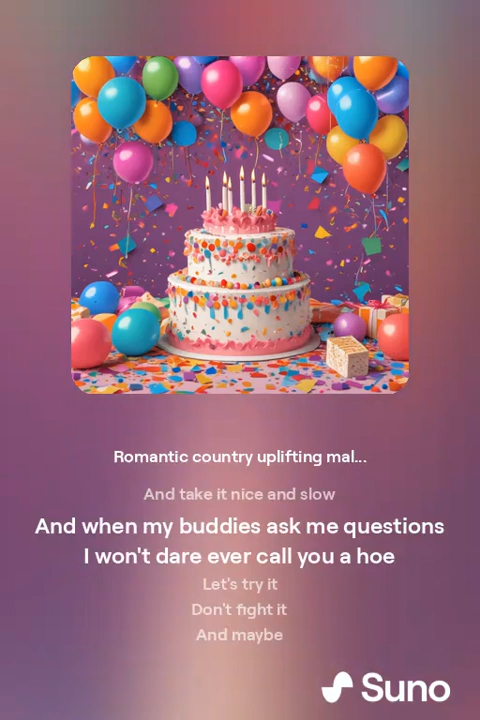 Romantic country uplifting mal...
And take it nice and slow
And when my buddies ask me questions
I won't dare ever call you a hoe
Let's try it
Don't fight it
And maybe
Suno